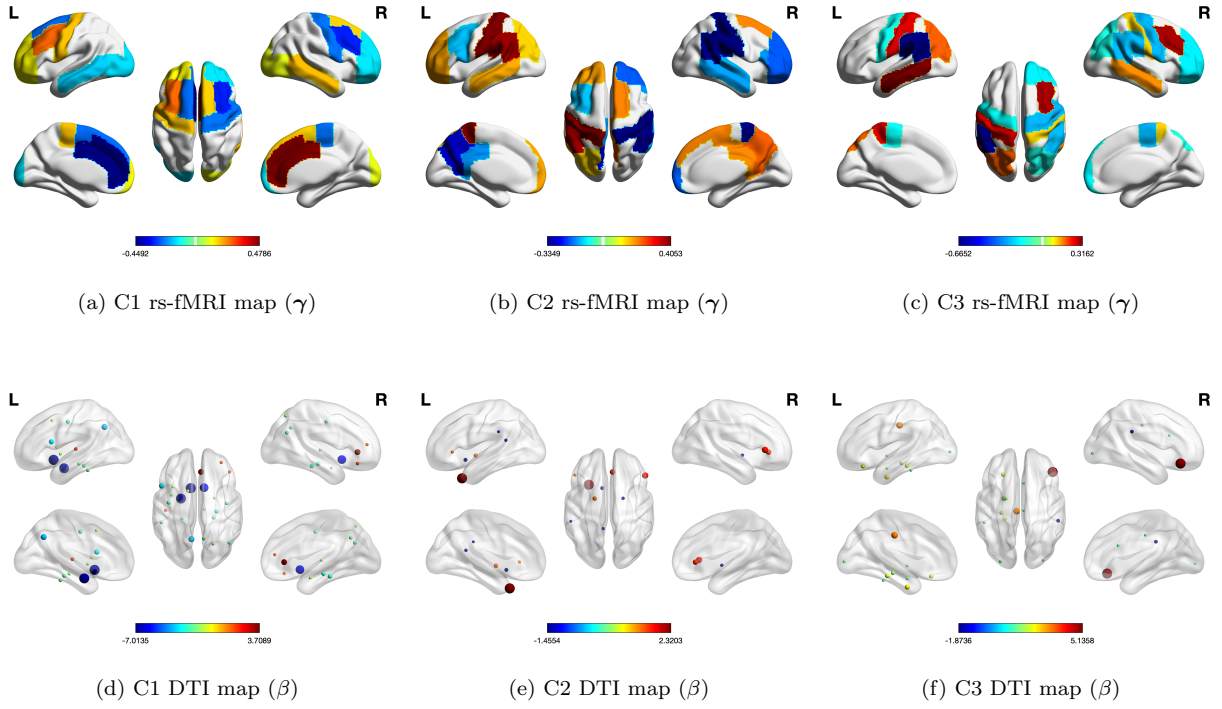 L R L R L R
-0.4492 0.4786 -0.3349 0.4053 -0.6652 0.3162
(a) C1 rs-fMRI map (γ) (b) C2 rs-fMRI map (γ) (c) C3 rs-fMRI map (γ)
L R L R L R
-7.0135 3.7089 -1.4554 2.3203 -1.8736 5.1358
(d) C1 DTI map (β) (e) C2 DTI map (β) (f) C3 DTI map (β)